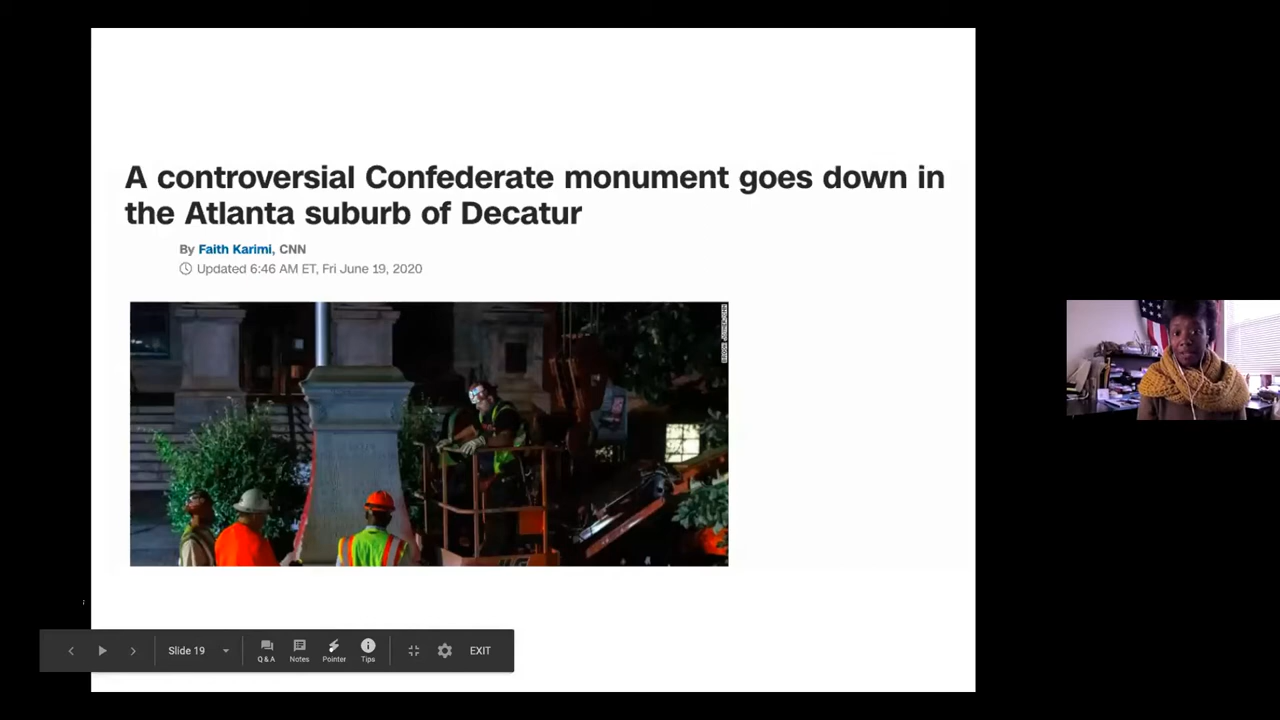 A controversial Confederate monument goes down in
the Atlanta suburb of Decatur
By Faith Karimi, CNN
Updated 6:46 AM ET, Fri June 19, 2020
Slide 19
Q&A
Notes
Pointer
Tips
EXIT